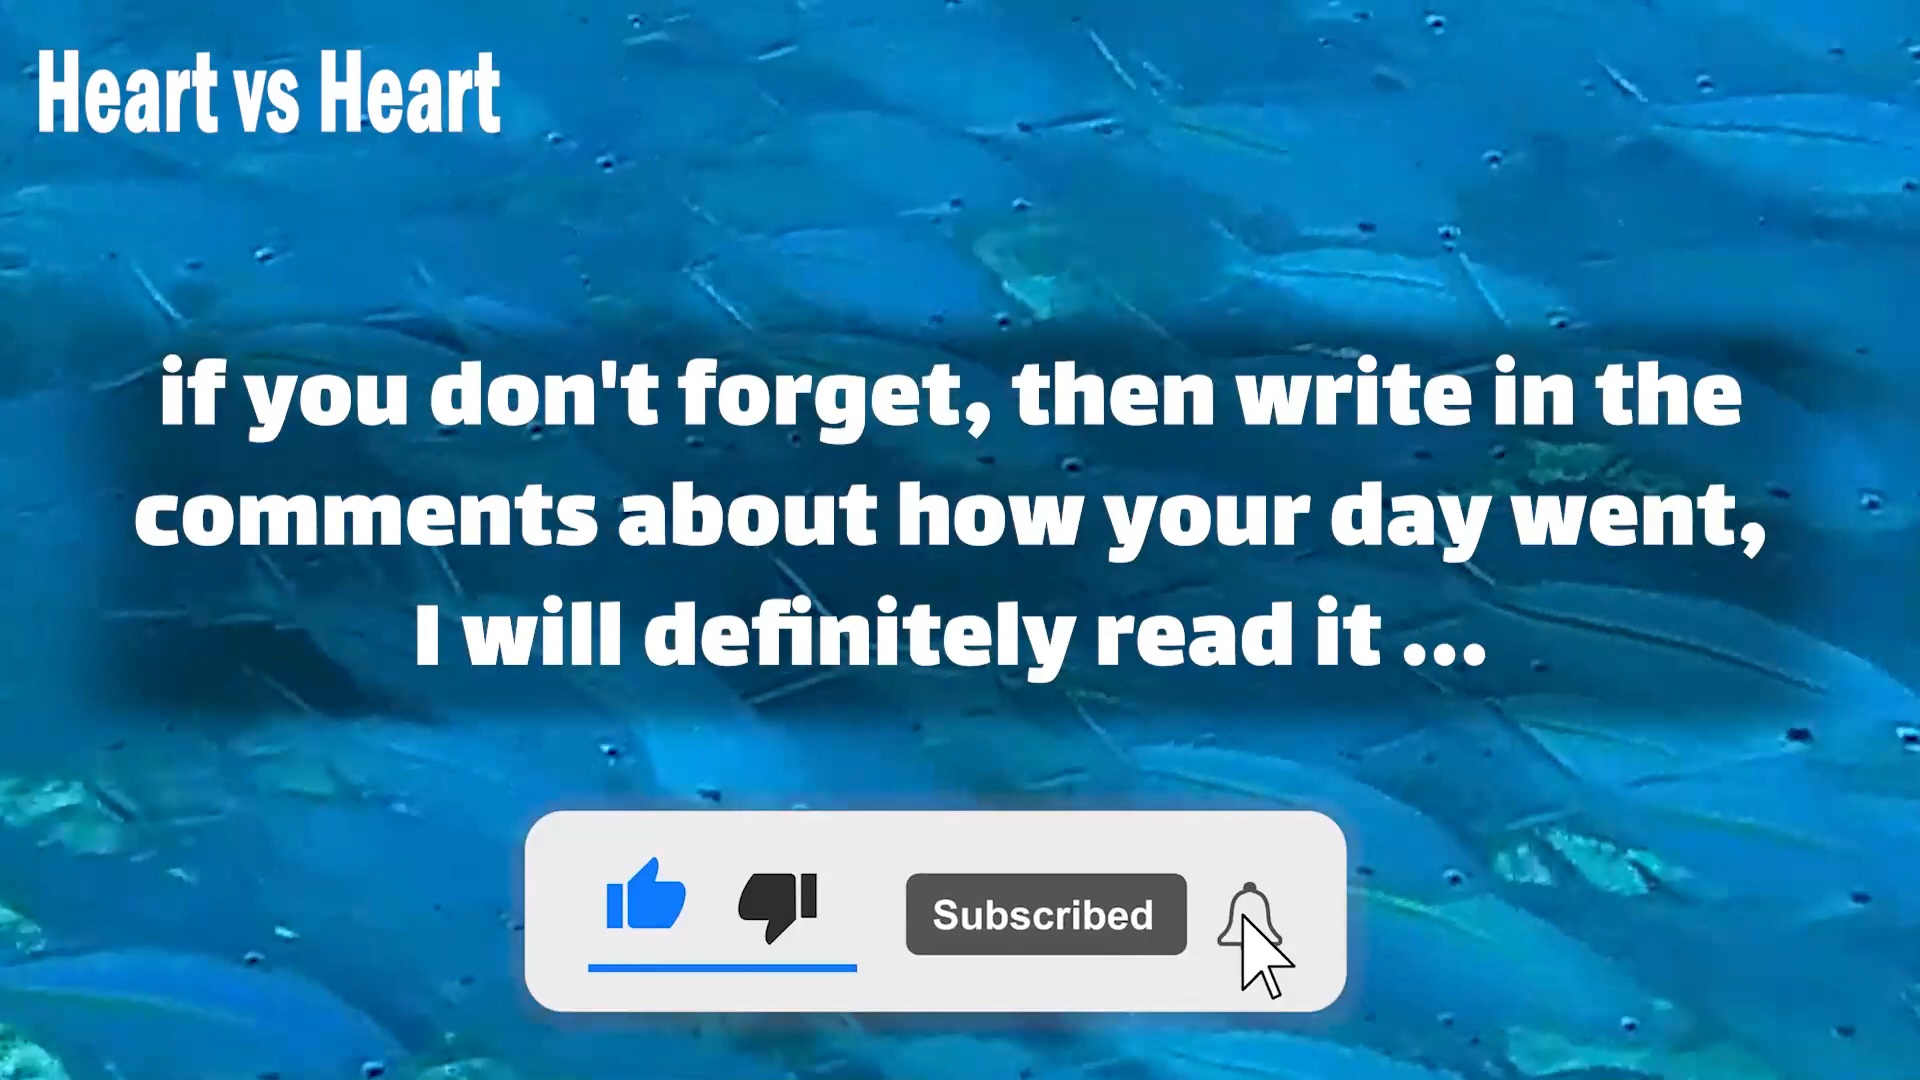 Heart vs Heart
if you don't forget, then write in the
comments about how your day went,
I will definitely read it ...
Subscribed